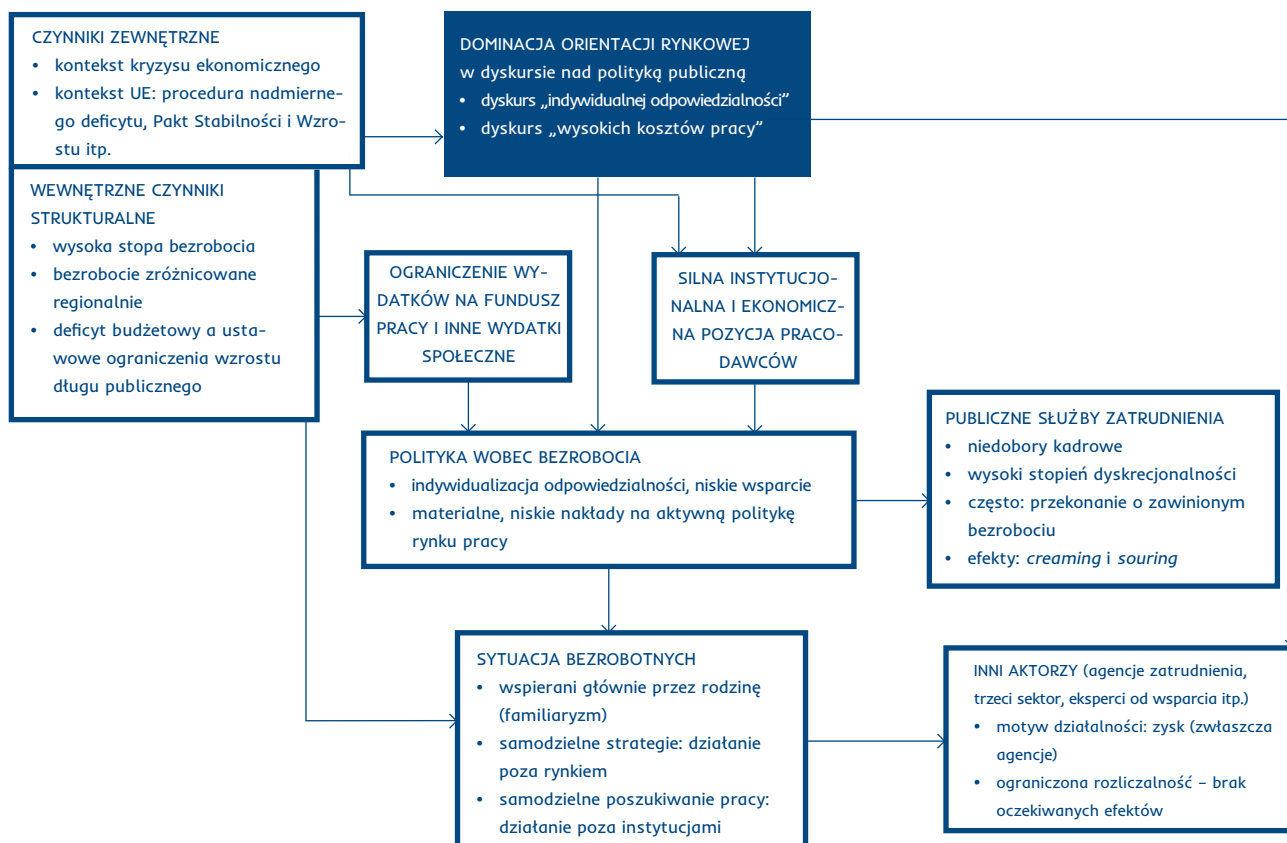 CZYNNIKI ZEWNĘTRZNE
• kontekst kryzysu ekonomicznego
• kontekst UE: procedura nadmierne-
go deficytu, Pakt Stabilności i Wzro-
stu itp.
DOMINACJA ORIENTACJI RYNKOWEJ
w dyskursie nad polityką publiczną
• dyskurs „indywidualnej odpowiedzialności”
• dyskurs „wysokich kosztów pracy”
WEWNĘTRZNE CZYNNIKI
STRUKTURALNE
• wysoka stopa bezrobocia
• bezrobocie zróżnicowane
regionalnie
• deficyt budżetowy a usta-
wowe ograniczenia wzrostu
długu publicznego
OGRANICZENIE WY-
DATKÓW NA FUNDUSZ
PRACY I INNE WYDATKI
SPOŁECZNE
SILNA INSTYTUCJO-
NALNA I EKONOMICZ-
NA POZYCJA PRACO-
DAWCÓW
POLITYKA WOBEC BEZROBOCIA
• indywidualizacja odpowiedzialności, niskie wsparcie
• materialne, niskie nakłady na aktywną politykę
rynku pracy
PUBLICZNE SŁUŻBY ZATRUDNIENIA
• niedobory kadrowe
• wysoki stopień dyskrecjonalności
• często: przekonanie o zawinionym
bezrobociu
• efekty: creaming i souring
SYTUACJA BEZROBOTNYCH
• wspierani głównie przez rodzinę
(familiaryzm)
• samodzielne strategie: działanie
poza rynkiem
• samodzielne poszukiwanie pracy:
działanie poza instytucjami
INNI AKTORZY (agencje zatrudnienia,
trzeci sektor, eksperci od wsparcia itp.)
• motyw działalności: zysk (zwłaszcza
agencje)
• ograniczona rozliczalność – brak
oczekiwanych efektów